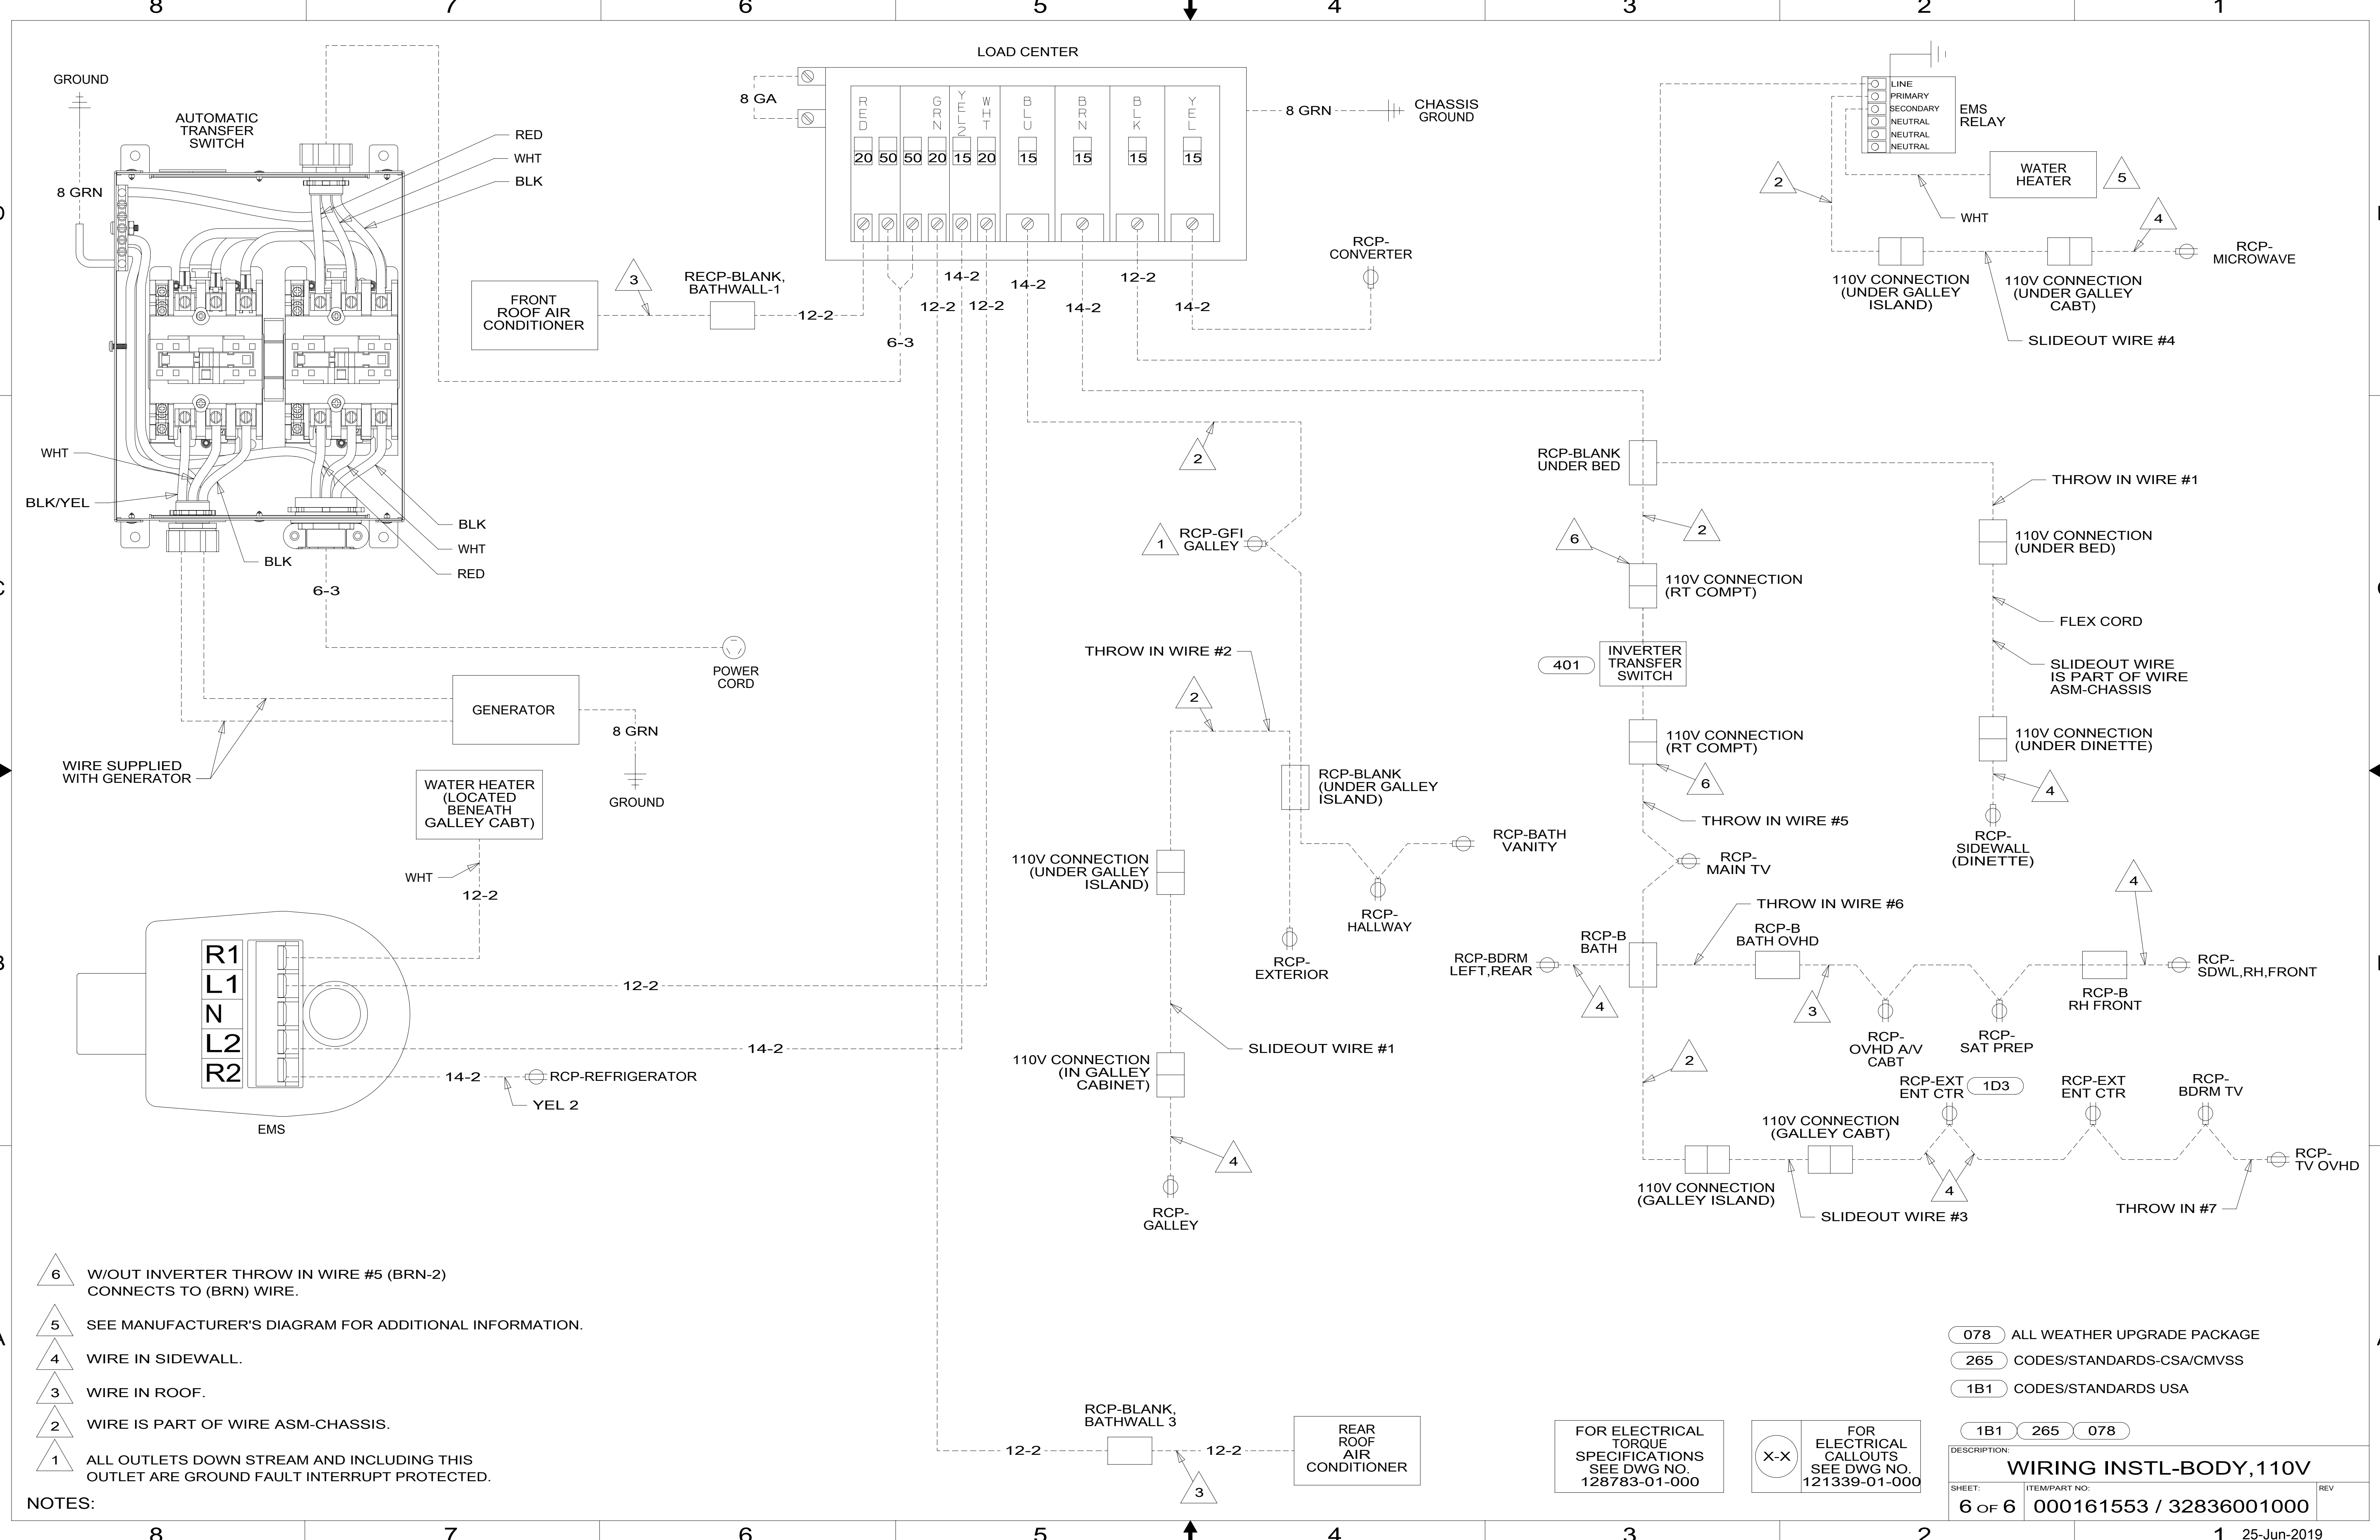 8 7 6 5 4 3 2 1
LOAD CENTER
GROUND
AUTOMATIC
TRANSFER
SWITCH
8 GRN
RED
WHT
BLK
8 GA
RED
GRN
YEL2
WHT
BLU
BRN
BLK
YEL
20 50 50 20 15 20 15 15 15 15
8 GRN
CHASSIS
GROUND
LINE
PRIMARY
SECONDARY
NEUTRAL
NEUTRAL
NEUTRAL
EMS
RELAY
WATER
HEATER
5
2
WHT
4
RCP-
MICROWAVE
110V CONNECTION
(UNDER GALLEY
ISLAND)
110V CONNECTION
(UNDER GALLEY
CABT)
SLIDEOUT WIRE #4
RCP-
CONVERTER
FRONT
ROOF AIR
CONDITIONER
3
RECP-BLANK,
BATHWALL-1
12-2
6-3
12-2
14-2
12-2
14-2
14-2
12-2
14-2
WHT
BLK/YEL
BLK
BLK
WHT
RED
6-3
POWER
CORD
GENERATOR
8 GRN
GROUND
WIRE SUPPLIED
WITH GENERATOR
WATER HEATER
(LOCATED
BENEATH
GALLEY CABT)
WHT
12-2
R1
L1
N
L2
R2
EMS
12-2
14-2
14-2
RCP-REFRIGERATOR
YEL 2
2
1
RCP-GFI
GALLEY
THROW IN WIRE #2
2
RCP-BLANK
(UNDER GALLEY
ISLAND)
110V CONNECTION
(UNDER GALLEY
ISLAND)
RCP-BATH
VANITY
RCP-
HALLWAY
RCP-
EXTERIOR
SLIDEOUT WIRE #1
110V CONNECTION
(IN GALLEY
CABINET)
4
RCP-
GALLEY
RCP-BLANK
UNDER BED
6
2
110V CONNECTION
(RT COMPT)
401
INVERTER
TRANSFER
SWITCH
110V CONNECTION
(RT COMPT)
6
THROW IN WIRE #5
RCP-
MAIN TV
THROW IN WIRE #1
110V CONNECTION
(UNDER BED)
FLEX CORD
SLIDEOUT WIRE
IS PART OF WIRE
ASM-CHASSIS
110V CONNECTION
(UNDER DINETTE)
4
RCP-
SIDEWALL
(DINETTE)
THROW IN WIRE #6
RCP-B
BATH
RCP-B
BATH OVHD
RCP-BDRM
LEFT,REAR
4
3
RCP-
OVHD A/V
CABT
RCP-
SAT PREP
RCP-B
RH FRONT
4
RCP-
SDWL,RH,FRONT
2
RCP-EXT
ENT CTR
1D3
RCP-EXT
ENT CTR
RCP-
BDRM TV
110V CONNECTION
(GALLEY CABT)
110V CONNECTION
(GALLEY ISLAND)
SLIDEOUT WIRE #3
4
RCP-
TV OVHD
THROW IN #7
6 W/OUT INVERTER THROW IN WIRE #5 (BRN-2)
CONNECTS TO (BRN) WIRE.
5 SEE MANUFACTURER'S DIAGRAM FOR ADDITIONAL INFORMATION.
4 WIRE IN SIDEWALL.
3 WIRE IN ROOF.
2 WIRE IS PART OF WIRE ASM-CHASSIS.
1 ALL OUTLETS DOWN STREAM AND INCLUDING THIS
OUTLET ARE GROUND FAULT INTERRUPT PROTECTED.
NOTES:
RCP-BLANK,
BATHWALL 3
12-2
12-2
3
REAR
ROOF
AIR
CONDITIONER
FOR ELECTRICAL
TORQUE
SPECIFICATIONS
SEE DWG NO.
128783-01-000
X-X
FOR
ELECTRICAL
CALLOUTS
SEE DWG NO.
121339-01-000
078 ALL WEATHER UPGRADE PACKAGE
265 CODES/STANDARDS-CSA/CMVSS
1B1 CODES/STANDARDS USA
1B1 265 078
DESCRIPTION:
WIRING INSTL-BODY,110V
SHEET:
6 OF 6
ITEM/PART NO:
000161553 / 32836001000
REV
8 7 6 5 4 3 2 1
25-Jun-2019